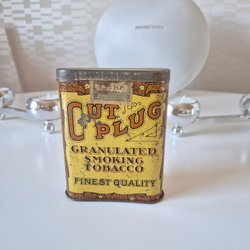 CUT
PLUG
GRANULATED
SMOKING
TOBACCO
FINEST QUALITY